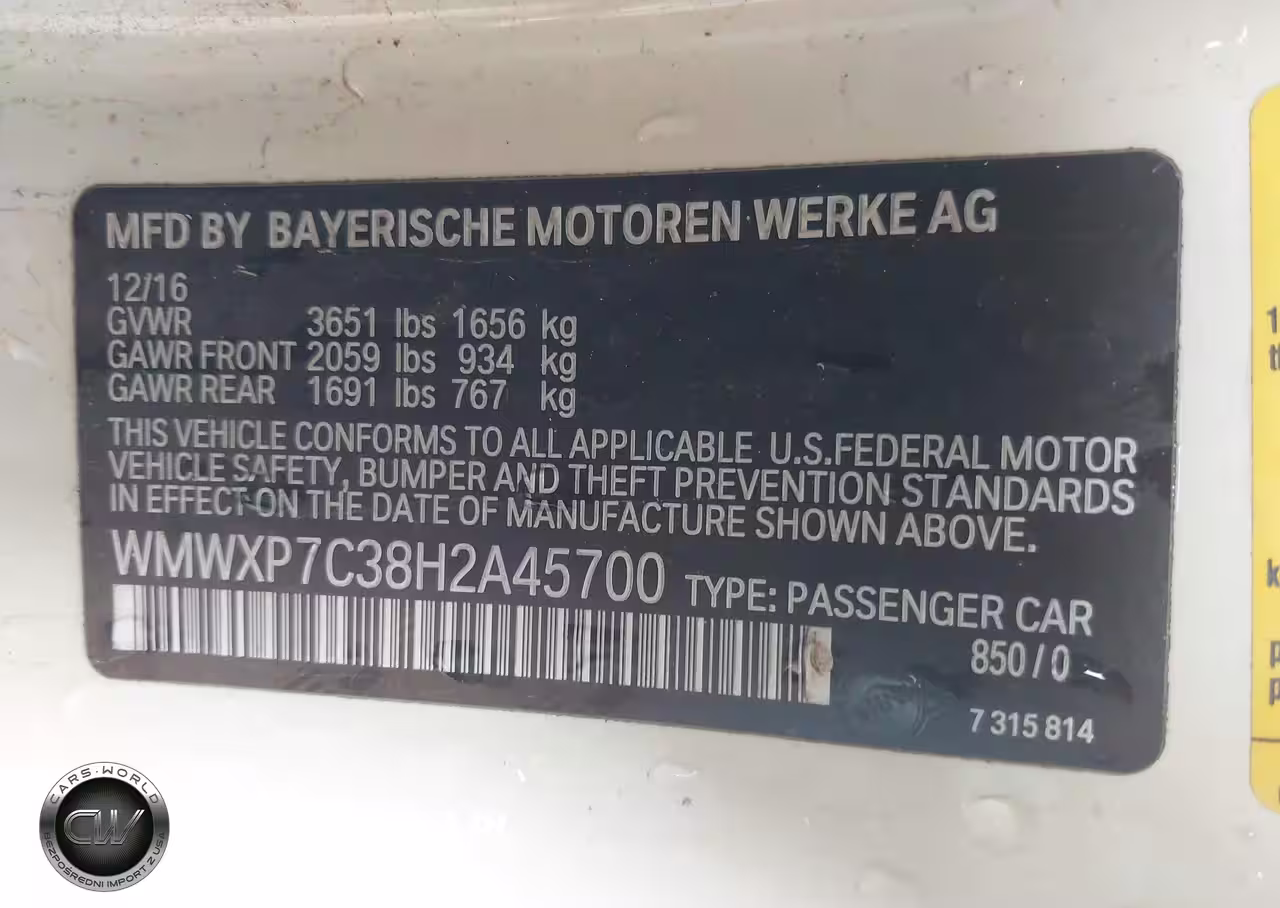 MFD BY BAYERISCHE MOTOREN WERKE AG
12/16
GVWR 3651 lbs 1656 kg
GAWR FRONT 2059 lbs 934 kg
GAWR REAR 1691 lbs 767 kg
THIS VEHICLE CONFORMS TO ALL APPLICABLE U.S.FEDERAL MOTOR
VEHICLE SAFETY, BUMPER AND THEFT PREVENTION STANDARDS
IN EFFECT ON THE DATE OF MANUFACTURE SHOWN ABOVE.
WMWXP7C38H2A45700 TYPE: PASSENGER CAR
850/0
7 315 814
CARS·WORLD
CW
BEZPOŚREDNI IMPORT Z USA